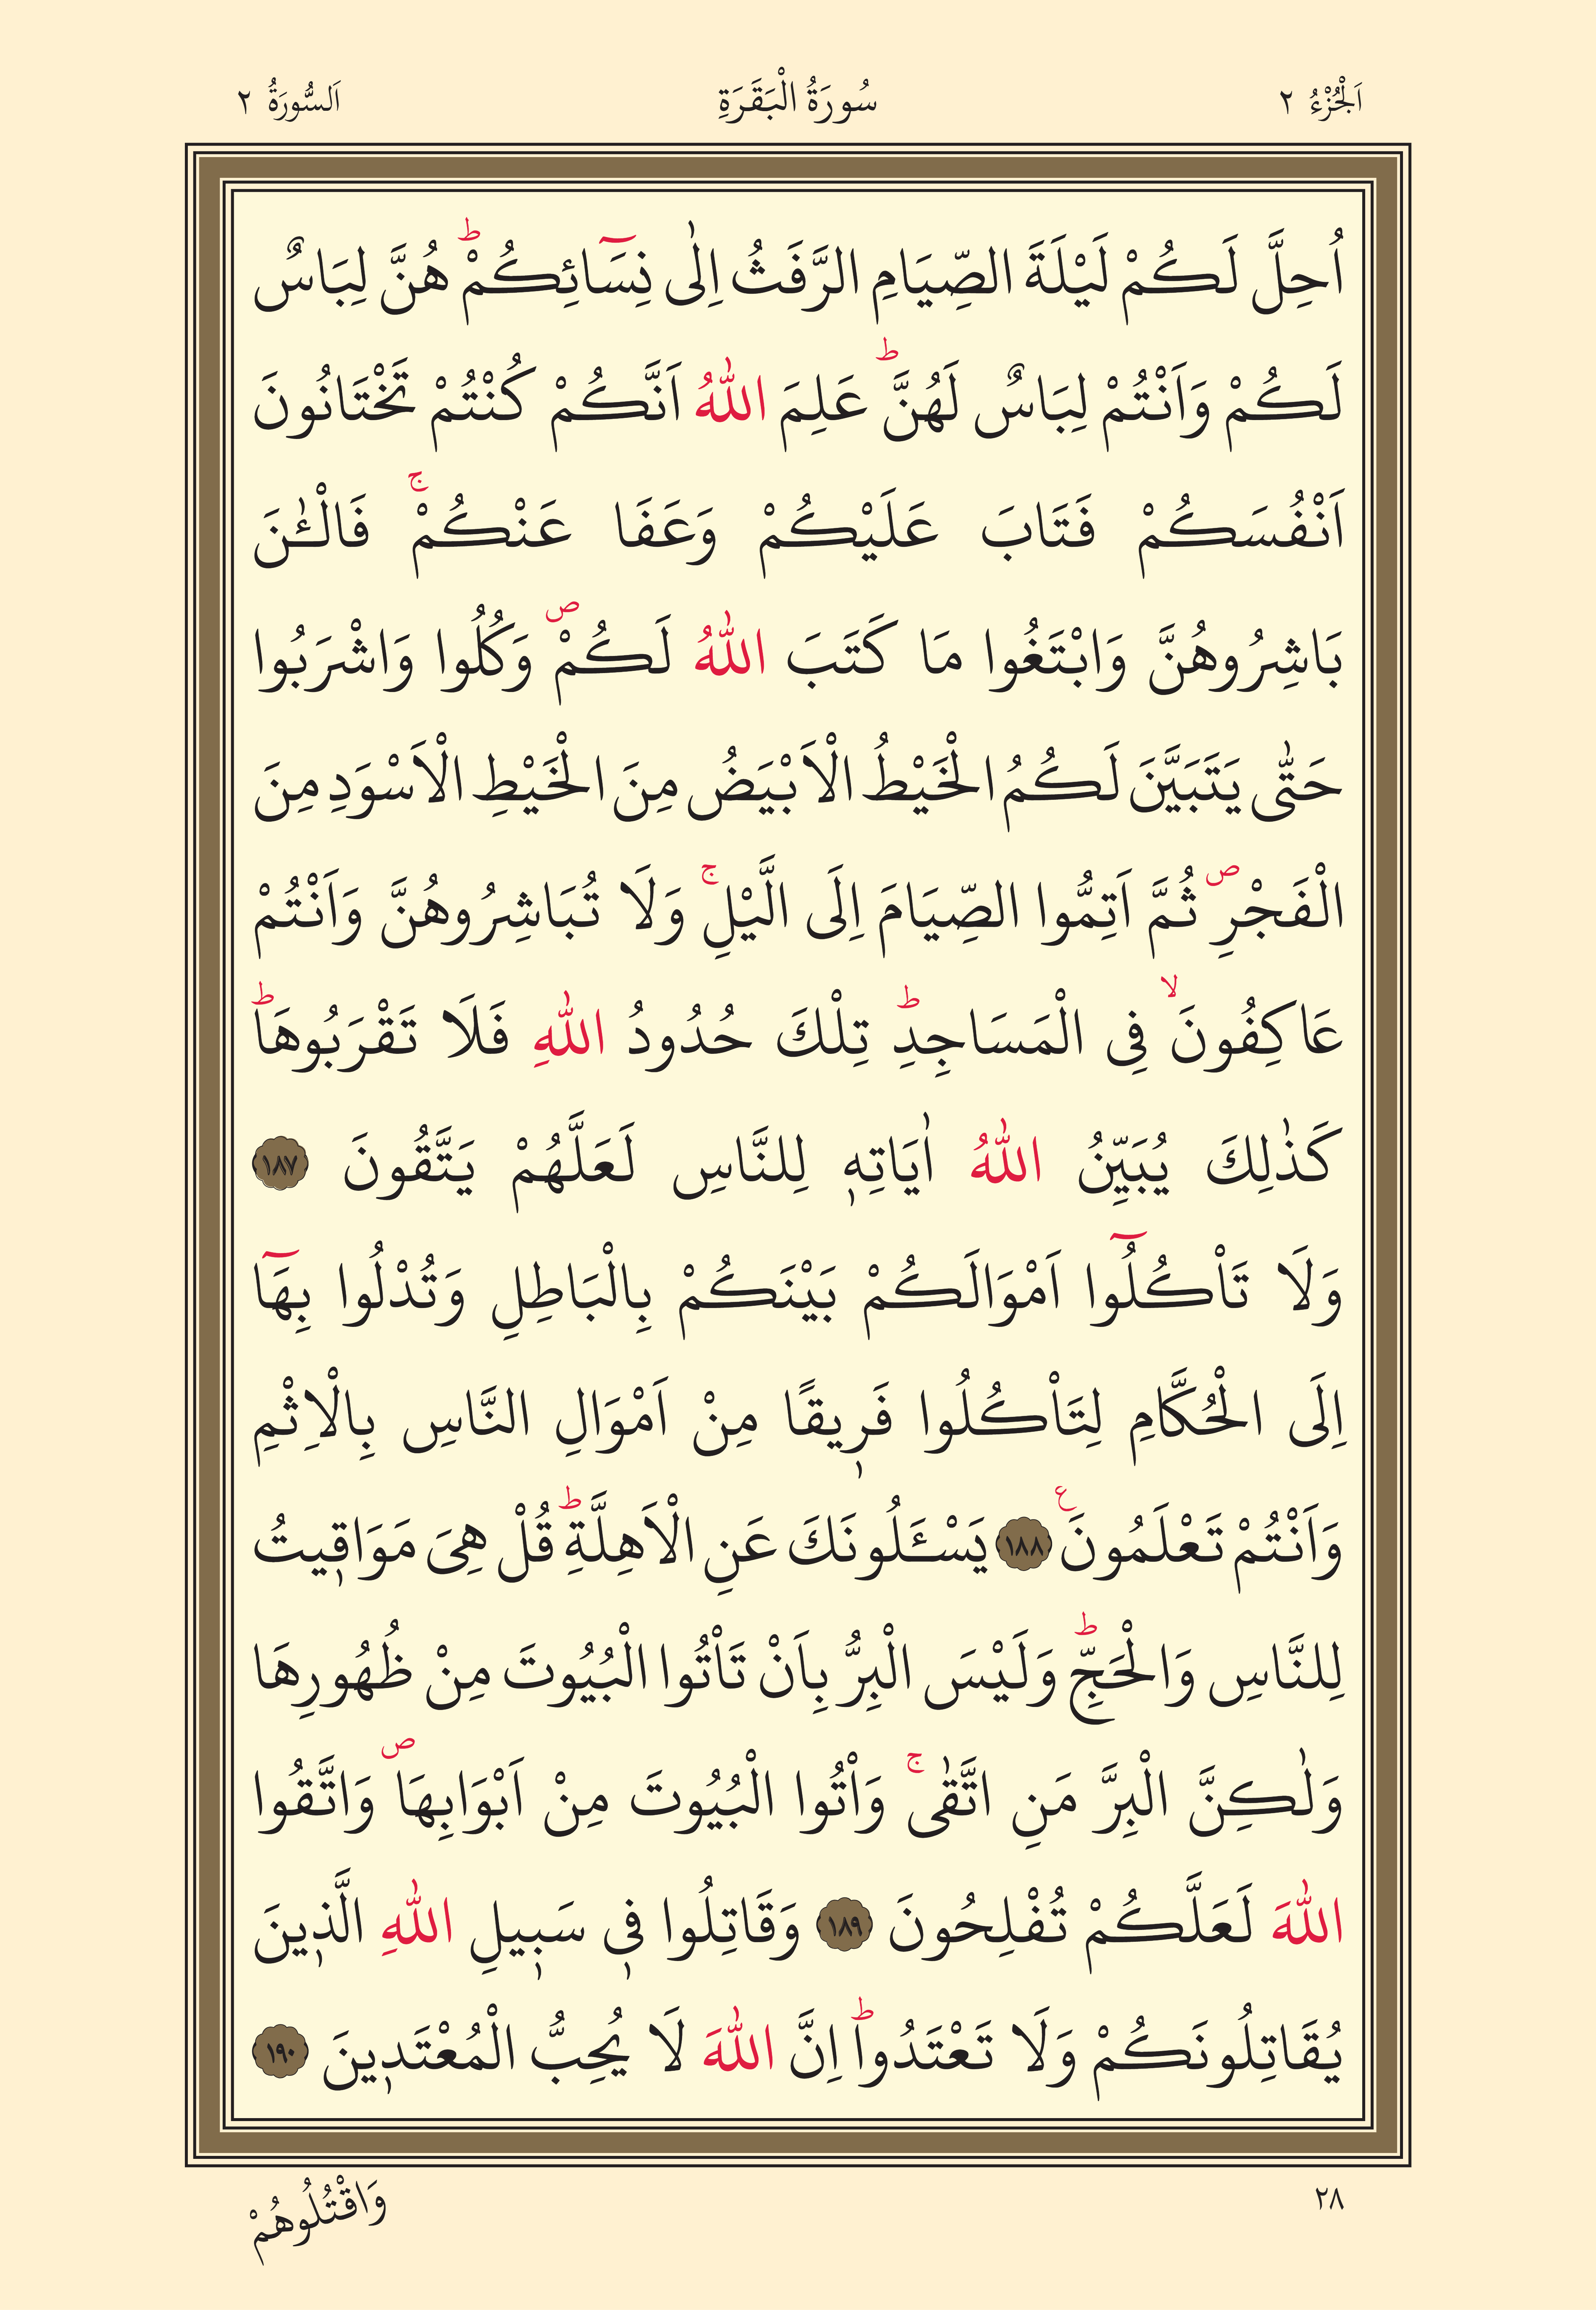 اَلْجُزْءُ ٢
سُورَةُ الْبَقَرَةِ
اَلسُّورَةُ ٢
اُحِلَّ لَكُمْ لَيْلَةَ الصِّيَامِ الرَّفَثُ اِلٰى نِسَٓائِكُمْۜ هُنَّ لِبَاسٌ
لَكُمْ وَاَنْتُمْ لِبَاسٌ لَهُنَّۜ عَلِمَ اللّٰهُ اَنَّكُمْ كُنْتُمْ تَخْتَانُونَ
اَنْفُسَكُمْ فَتَابَ عَلَيْكُمْ وَعَفَا عَنْكُمْۚ فَالْـٰٔنَ
بَاشِرُوهُنَّ وَابْتَغُوا مَا كَتَبَ اللّٰهُ لَكُمْۖ وَكُلُوا وَاشْرَبُوا
حَتّٰى يَتَبَيَّنَ لَكُمُ الْخَيْطُ الْاَبْيَضُ مِنَ الْخَيْطِ الْاَسْوَدِ مِنَ
الْفَجْرِۖ ثُمَّ اَتِمُّوا الصِّيَامَ اِلَى الَّيْلِۚ وَلَا تُبَاشِرُوهُنَّ وَاَنْتُمْ
عَاكِفُونَۙ فِى الْمَسَاجِدِۜ تِلْكَ حُدُودُ اللّٰهِ فَلَا تَقْرَبُوهَاۜ
كَذٰلِكَ يُبَيِّنُ اللّٰهُ اٰيَاتِهٖ لِلنَّاسِ لَعَلَّهُمْ يَتَّقُونَ ١٨٧
وَلَا تَاْكُلُٓوا اَمْوَالَكُمْ بَيْنَكُمْ بِالْبَاطِلِ وَتُدْلُوا بِهَٓا
اِلَى الْحُكَّامِ لِتَاْكُلُوا فَرٖيقًا مِنْ اَمْوَالِ النَّاسِ بِالْاِثْمِ
وَاَنْتُمْ تَعْلَمُونَࣖ ١٨٨ يَسْـَٔلُونَكَ عَنِ الْاَهِلَّةِۜ قُلْ هِىَ مَوَاقٖيتُ
لِلنَّاسِ وَالْحَجِّۜ وَلَيْسَ الْبِرُّ بِاَنْ تَاْتُوا الْبُيُوتَ مِنْ ظُهُورِهَا
وَلٰكِنَّ الْبِرَّ مَنِ اتَّقٰىۚ وَاْتُوا الْبُيُوتَ مِنْ اَبْوَابِهَاۖ وَاتَّقُوا
اللّٰهَ لَعَلَّكُمْ تُفْلِحُونَ ١٨٩ وَقَاتِلُوا فٖى سَبٖيلِ اللّٰهِ الَّذٖينَ
يُقَاتِلُونَكُمْ وَلَا تَعْتَدُواۜ اِنَّ اللّٰهَ لَا يُحِبُّ الْمُعْتَدٖينَ ١٩٠
٢٨
وَاقْتُلُوهُمْ